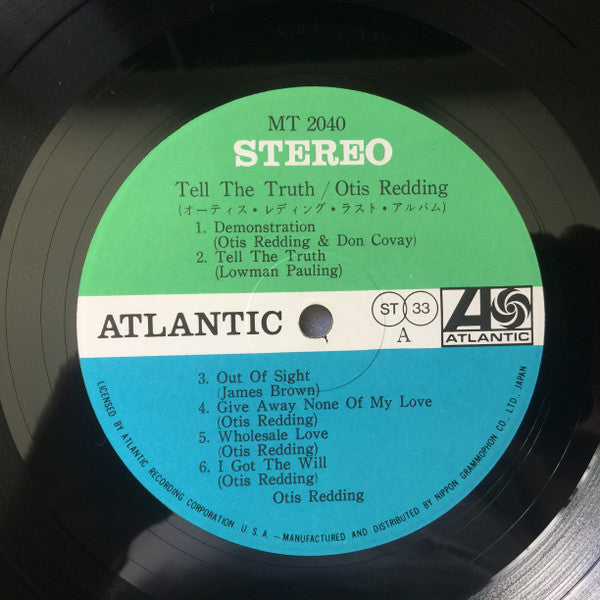 MT 2040
STEREO
Tell The Truth / Otis Redding
(オーティス・レディング・ラスト・アルバム)
1. Demonstration
(Otis Redding & Don Covay)
2. Tell The Truth
(Lowman Pauling)
ATLANTIC
ST 33
A
ATLANTIC
3. Out Of Sight
(James Brown)
4. Give Away None Of My Love
(Otis Redding)
5. Wholesale Love
(Otis Redding)
6. I Got The Will
(Otis Redding)
Otis Redding
LICENSED BY ATLANTIC RECORDING CORPORATION. U. S. A. -MANUFACTURED AND DISTRIBUTED BY NIPPON GRAMMOPHON CO., LTD., JAPAN